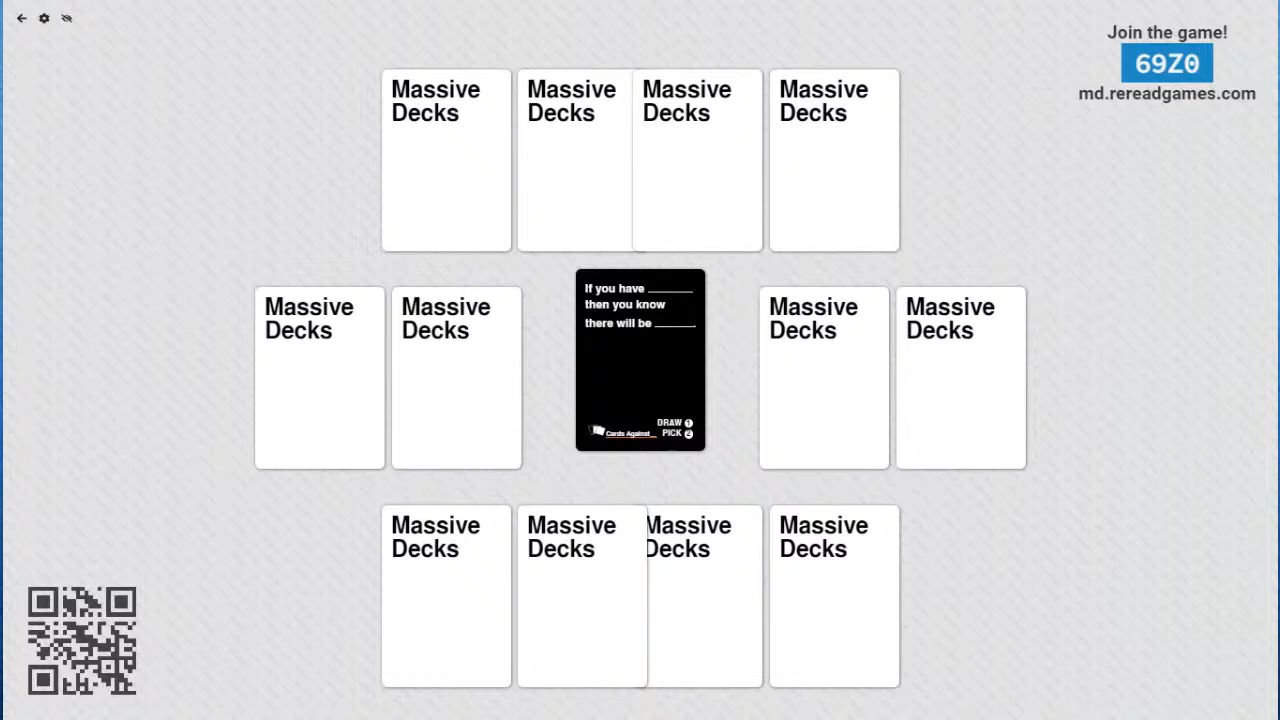 Join the game!
69Z0
md.rereadgames.com
Massive
Decks
Massive
Decks
Massive
Decks
Massive
Decks
If you have ______
then you know
there will be ______.
DRAW 1
Cards Against__ PICK 2
Massive
Decks
Massive
Decks
Massive
Decks
Massive
Decks
Massive
Decks
Massive
Decks
Massive
Decks
Massive
Decks